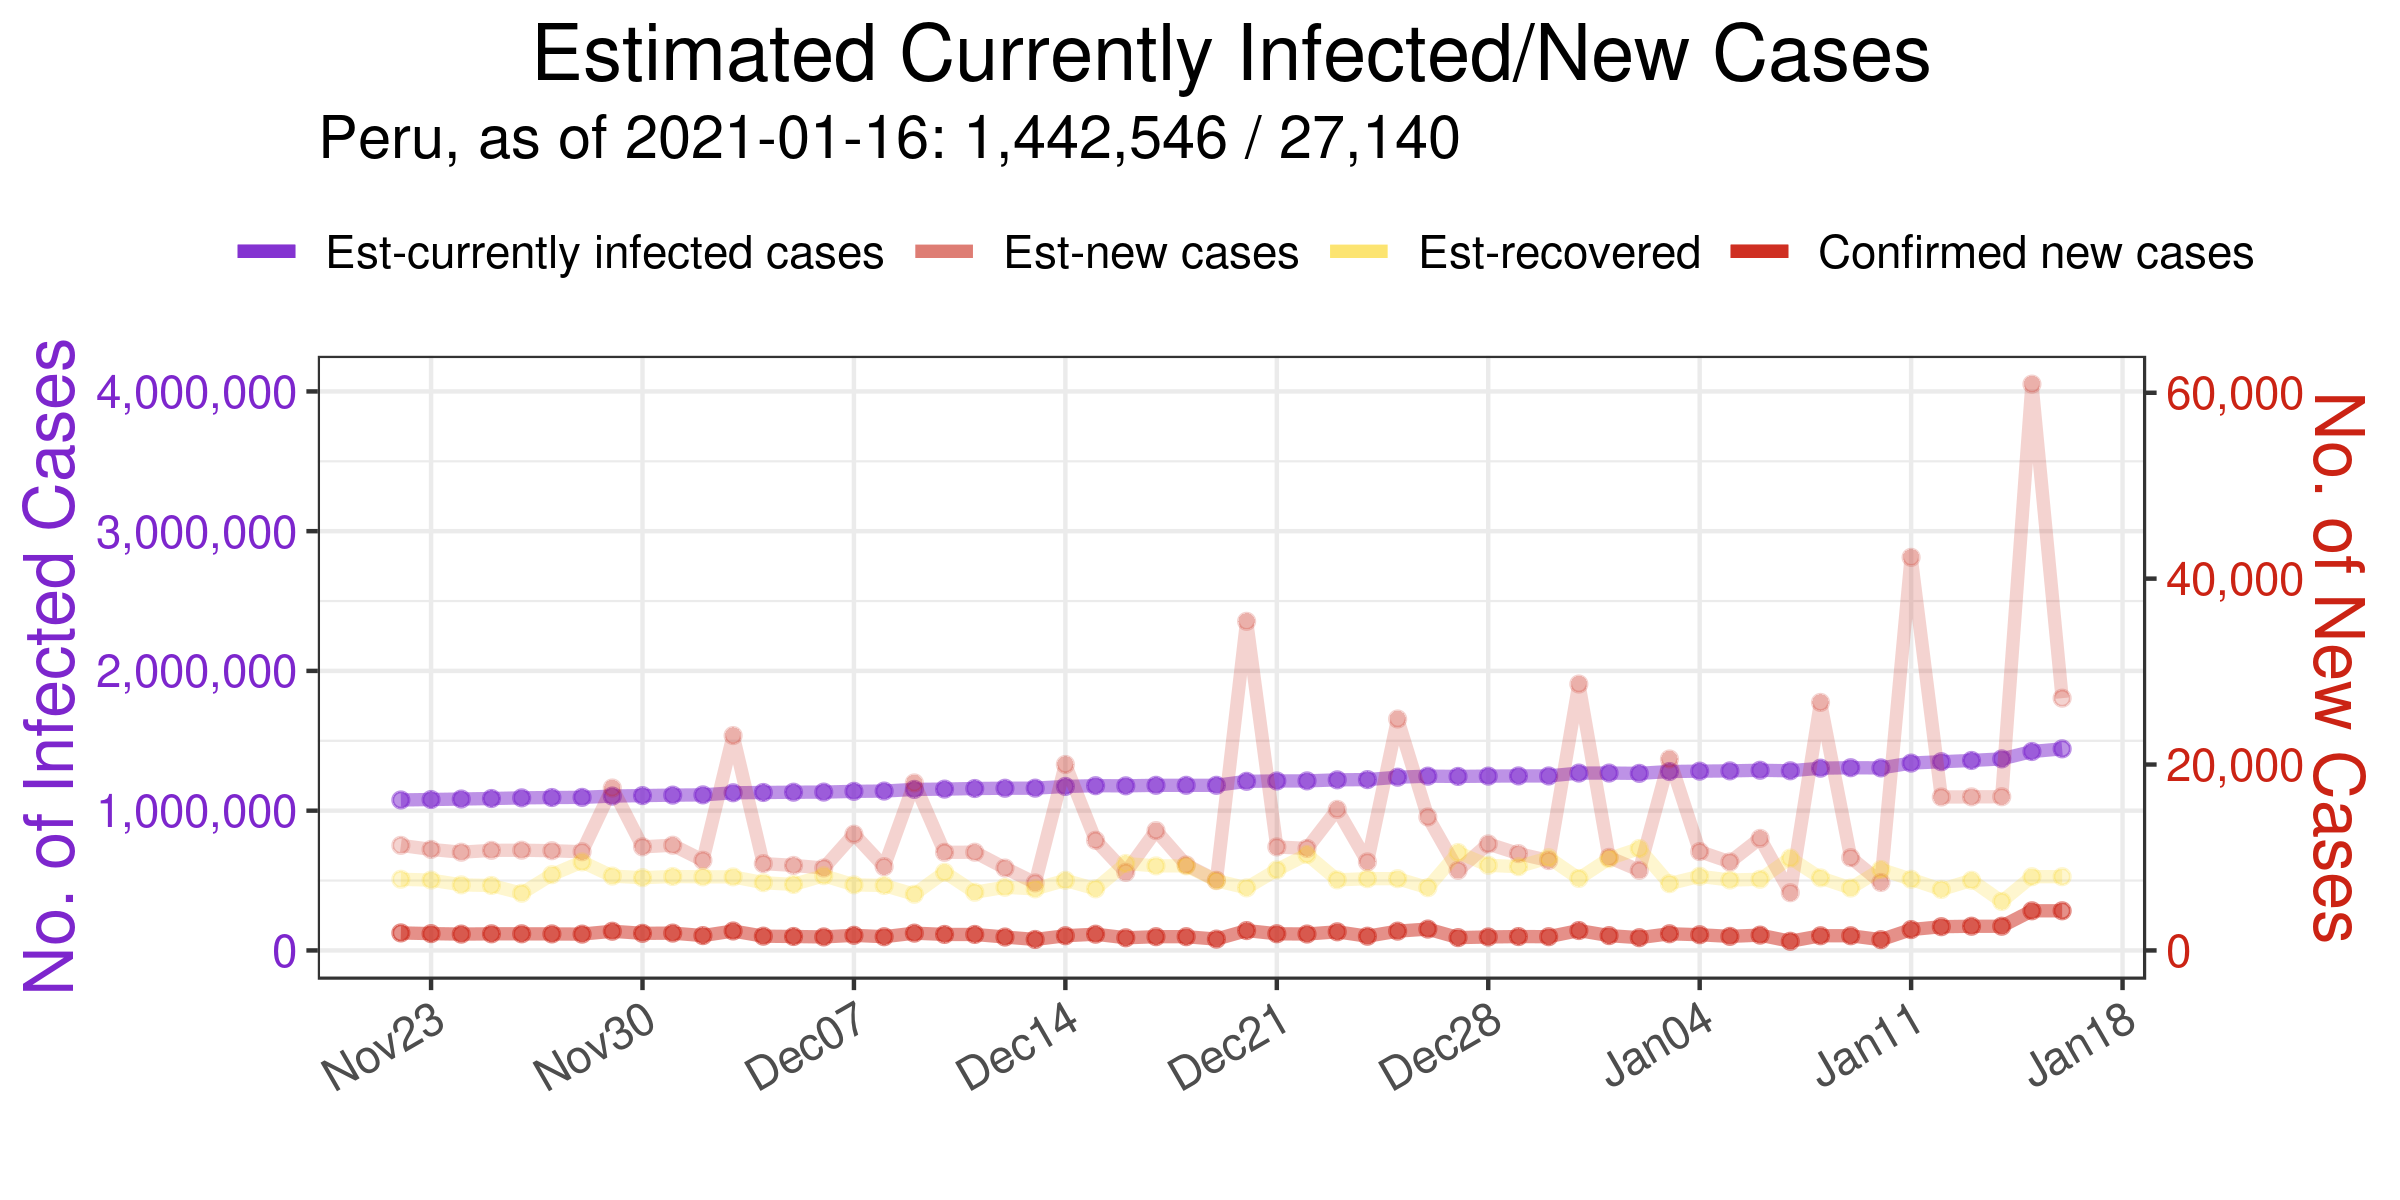 Estimated Currently Infected/New Cases
Peru, as of 2021-01-16: 1,442,546 / 27,140
Est-currently infected cases Est-new cases Est-recovered Confirmed new cases
No. of Infected Cases
4,000,000
3,000,000
2,000,000
1,000,000
0
60,000
40,000
20,000
0
No. of New Cases
Nov23 Nov30 Dec07 Dec14 Dec21 Dec28 Jan04 Jan11 Jan18